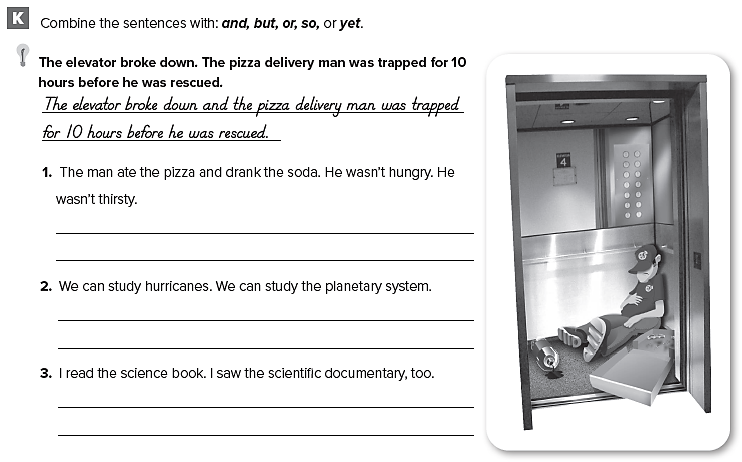 K Combine the sentences with: and, but, or, so, or yet.
The elevator broke down. The pizza delivery man was trapped for 10
hours before he was rescued.
The elevator broke down and the pizza delivery man was trapped
for 10 hours before he was rescued.
1. The man ate the pizza and drank the soda. He wasn't hungry. He
wasn't thirsty.
2. We can study hurricanes. We can study the planetary system.
3. I read the science book. I saw the scientific documentary, too.
4